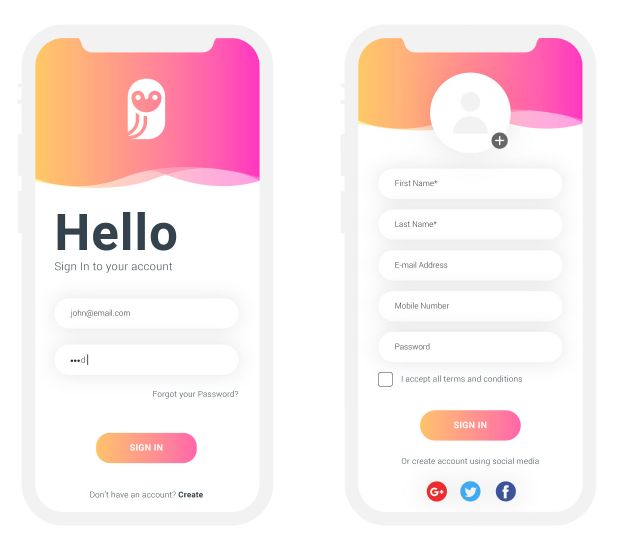 Hello
Sign In to your account
john@email.com
•••d
Forgot your Password?
SIGN IN
Don't have an account? Create
First Name*
Last Name*
E-mail Address
Mobile Number
Password
I accept all terms and conditions
SIGN IN
Or create account using social media
G+
f